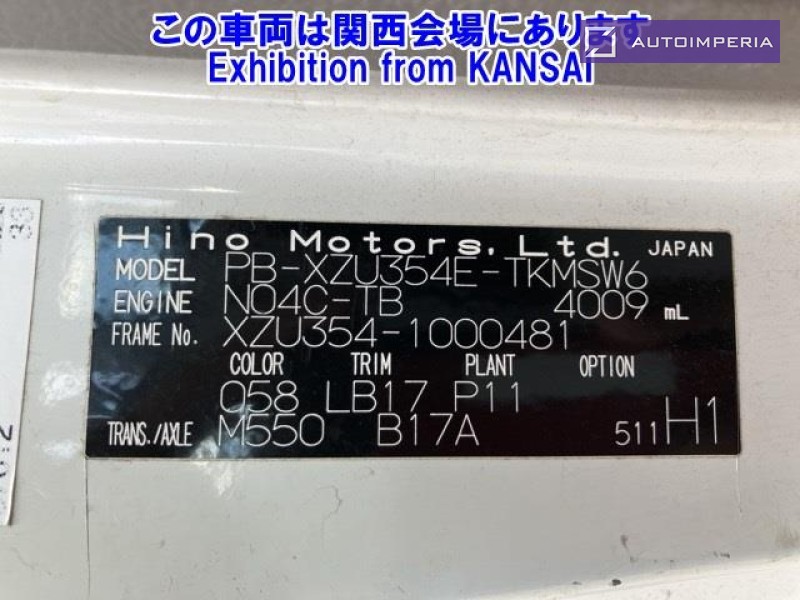 この車両は関西会場にあります
Exhibition from KANSAI
AUTOIMPERIA
Hino Motors, Ltd. JAPAN
MODEL PB-XZU354E-TKMSW6
ENGINE N04C-TB 4009 mL
FRAME No. XZU354-1000481
COLOR TRIM PLANT OPTION
058 LB17 P11
TRANS./AXLE M550 B17A 511H1